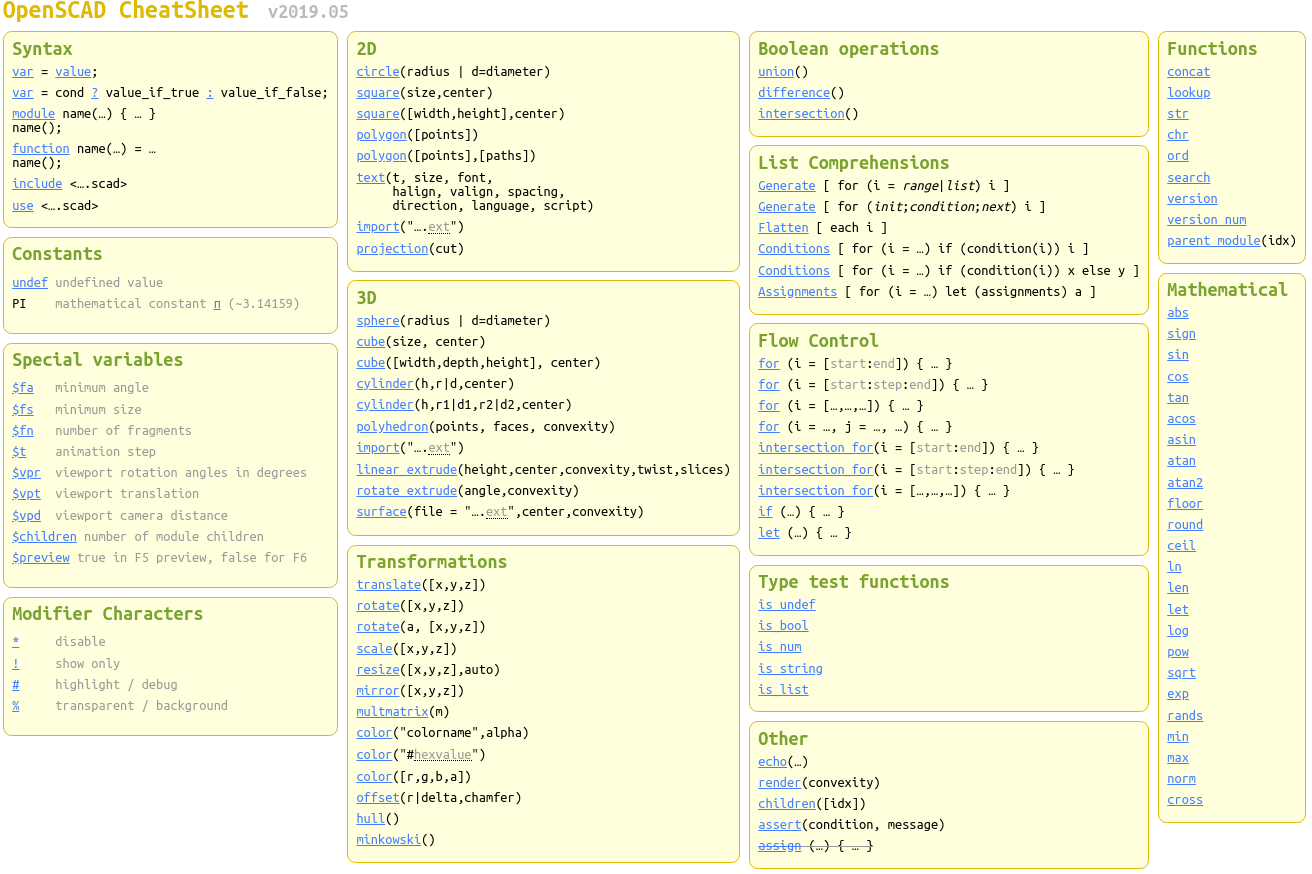 OpenSCAD CheatSheet v2019.05
Syntax
var = value;
var = cond ? value_if_true : value_if_false;
module name(…) { … }
name();
function name(…) = …
name();
include <….scad>
use <….scad>
Constants
undef undefined value
PI mathematical constant π (~3.14159)
Special variables
$fa minimum angle
$fs minimum size
$fn number of fragments
$t animation step
$vpr viewport rotation angles in degrees
$vpt viewport translation
$vpd viewport camera distance
$children number of module children
$preview true in F5 preview, false for F6
Modifier Characters
* disable
! show only
# highlight / debug
% transparent / background
2D
circle(radius | d=diameter)
square(size,center)
square([width,height],center)
polygon([points])
polygon([points],[paths])
text(t, size, font,
halign, valign, spacing,
direction, language, script)
import("….ext")
projection(cut)
3D
sphere(radius | d=diameter)
cube(size, center)
cube([width,depth,height], center)
cylinder(h,r|d,center)
cylinder(h,r1|d1,r2|d2,center)
polyhedron(points, faces, convexity)
import("….ext")
linear_extrude(height,center,convexity,twist,slices)
rotate_extrude(angle,convexity)
surface(file = "….ext",center,convexity)
Transformations
translate([x,y,z])
rotate([x,y,z])
rotate(a, [x,y,z])
scale([x,y,z])
resize([x,y,z],auto)
mirror([x,y,z])
multmatrix(m)
color("colorname",alpha)
color("#hexvalue")
color([r,g,b,a])
offset(r|delta,chamfer)
hull()
minkowski()
Boolean operations
union()
difference()
intersection()
List Comprehensions
Generate [ for (i = range|list) i ]
Generate [ for (init;condition;next) i ]
Flatten [ each i ]
Conditions [ for (i = …) if (condition(i)) i ]
Conditions [ for (i = …) if (condition(i)) x else y ]
Assignments [ for (i = …) let (assignments) a ]
Flow Control
for (i = [start:end]) { … }
for (i = [start:step:end]) { … }
for (i = […,…,…]) { … }
for (i = …, j = …, …) { … }
intersection_for(i = [start:end]) { … }
intersection_for(i = [start:step:end]) { … }
intersection_for(i = […,…,…]) { … }
if (…) { … }
let (…) { … }
Type test functions
is_undef
is_bool
is_num
is_string
is_list
Other
echo(…)
render(convexity)
children([idx])
assert(condition, message)
assign (…) { … }
Functions
concat
lookup
str
chr
ord
search
version
version_num
parent_module(idx)
Mathematical
abs
sign
sin
cos
tan
acos
asin
atan
atan2
floor
round
ceil
ln
len
let
log
pow
sqrt
exp
rands
min
max
norm
cross